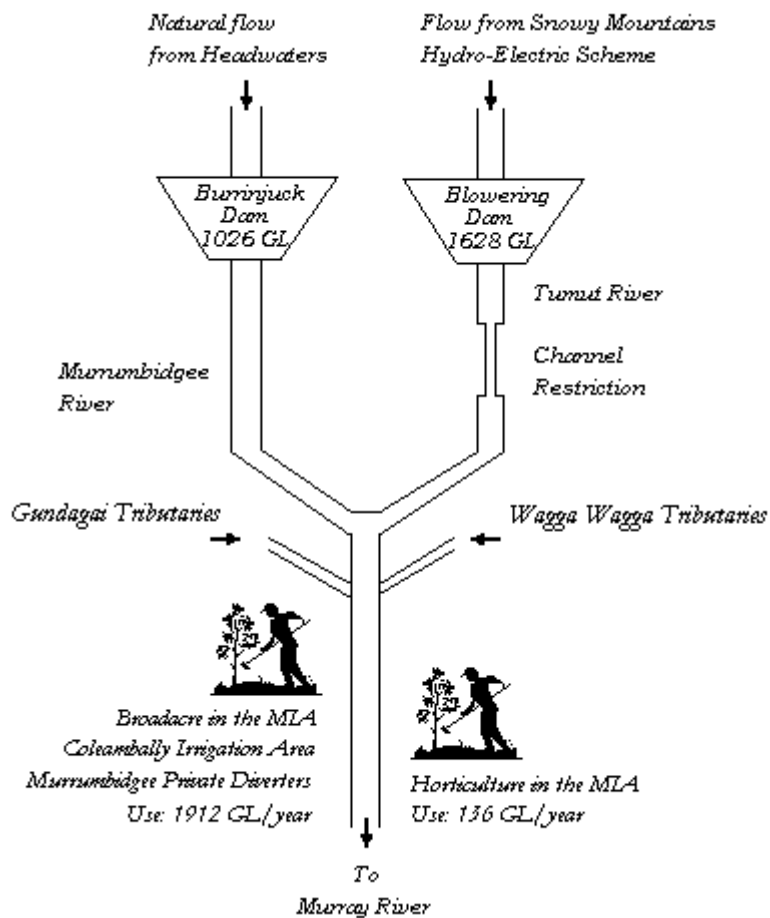 Natural flow
from Headwaters
Flow from Snowy Mountains
Hydro-Electric Scheme
Burrinjuck
Dam
1026 GL
Blowering
Dam
1628 GL
Tumut River
Murrumbidgee
River
Channel
Restriction
Gundagai Tributaries
Wagga Wagga Tributaries
Broadacre in the MIA
Coleambally Irrigation Area
Murrumbidgee Private Diverters
Use: 1912 GL/year
Horticulture in the MIA
Use: 136 GL/year
To
Murray River